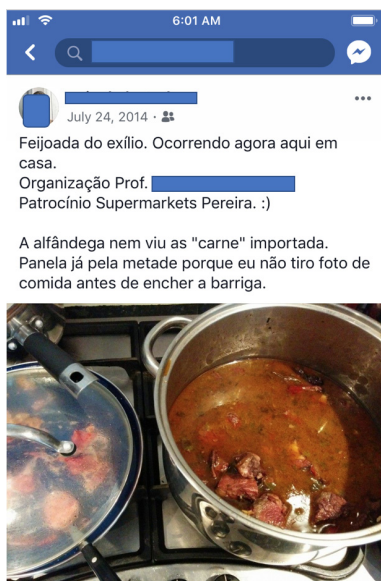 6:01 AM
July 24, 2014
Feijoada do exílio. Ocorrendo agora aqui em
casa.
Organização Prof.
Patrocínio Supermarkets Pereira. :)
A alfândega nem viu as "carne" importada.
Panela já pela metade porque eu não tiro foto de
comida antes de encher a barriga.